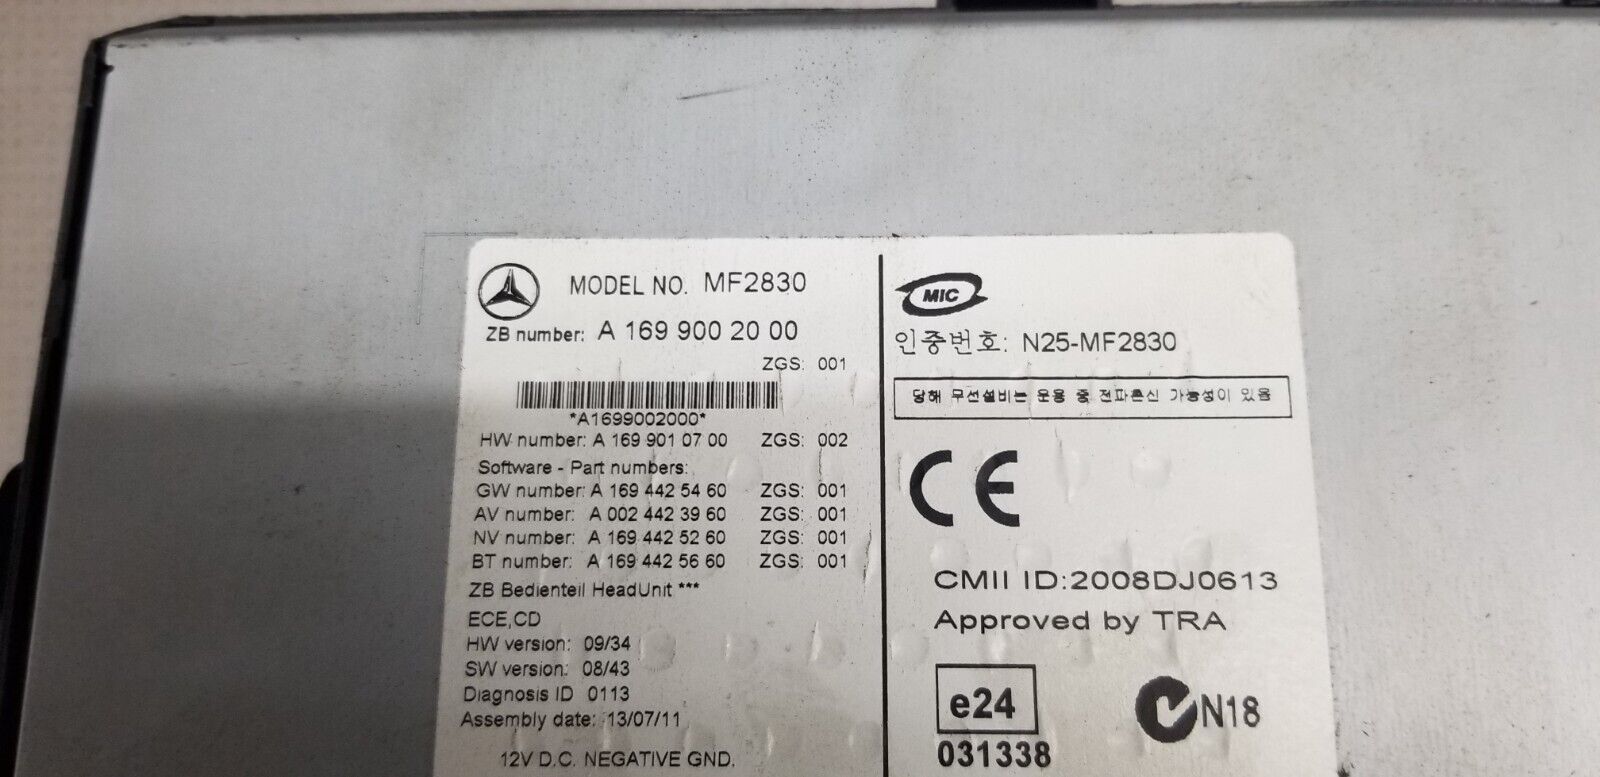 MODEL NO. MF2830
ZB number: A 169 900 20 00
ZGS: 001
*A1699002000*
HW number: A 169 901 07 00 ZGS: 002
Software - Part numbers:
GW number: A 169 442 54 60 ZGS: 001
AV number: A 002 442 39 60 ZGS: 001
NV number: A 169 442 52 60 ZGS: 001
BT number: A 169 442 56 60 ZGS: 001
ZB Bedienteil HeadUnit ***
ECE,CD
HW version: 09/34
SW version: 08/43
Diagnosis ID 0113
Assembly date: 13/07/11
12V D.C. NEGATIVE GND.
MIC
인증번호: N25-MF2830
당해 무선설비는 운용 중 전파혼신 가능성이 있음
CE
CMII ID:2008DJ0613
Approved by TRA
e24
031338
N18